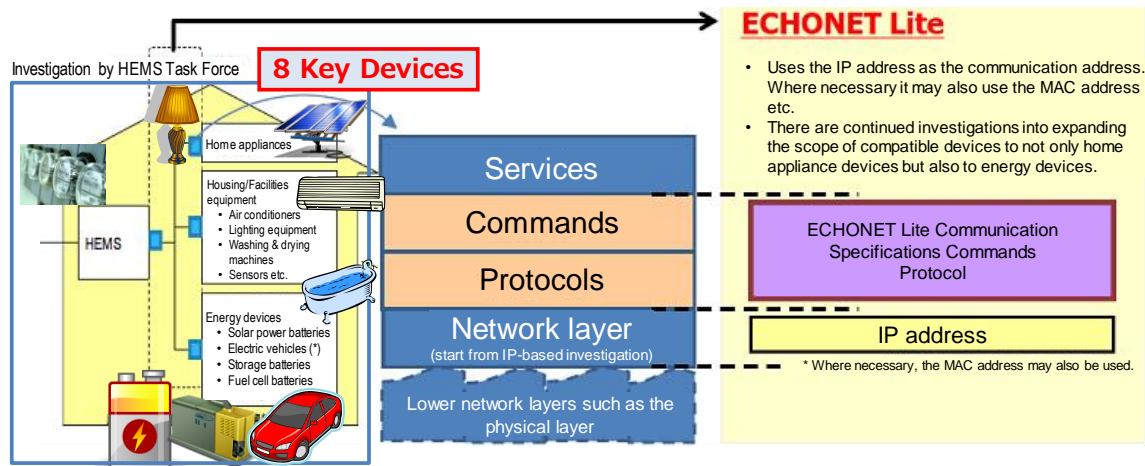 Investigation by HEMS Task Force
8 Key Devices
Home appliances
Housing/Facilities
equipment
• Air conditioners
• Lighting equipment
• Washing & drying
machines
• Sensors etc.
HEMS
Energy devices
• Solar power batteries
• Electric vehicles (*)
• Storage batteries
• Fuel cell batteries
Services
Commands
Protocols
Network layer
(start from IP-based investigation)
Lower network layers such as the
physical layer
ECHONET Lite
• Uses the IP address as the communication address.
Where necessary it may also use the MAC address
etc.
• There are continued investigations into expanding
the scope of compatible devices to not only home
appliance devices but also to energy devices.
ECHONET Lite Communication
Specifications Commands
Protocol
IP address
* Where necessary, the MAC address may also be used.